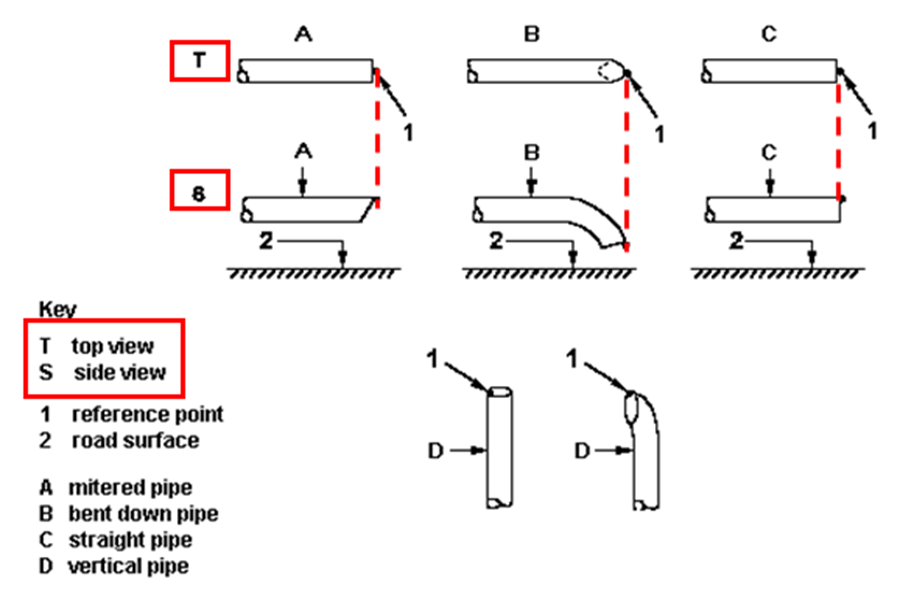 A B C
T
1 1 1
A B C
8
2 2 2
Key
T top view
S side view
1 reference point
2 road surface
A mitered pipe
B bent down pipe
C straight pipe
D vertical pipe
1 1
D D